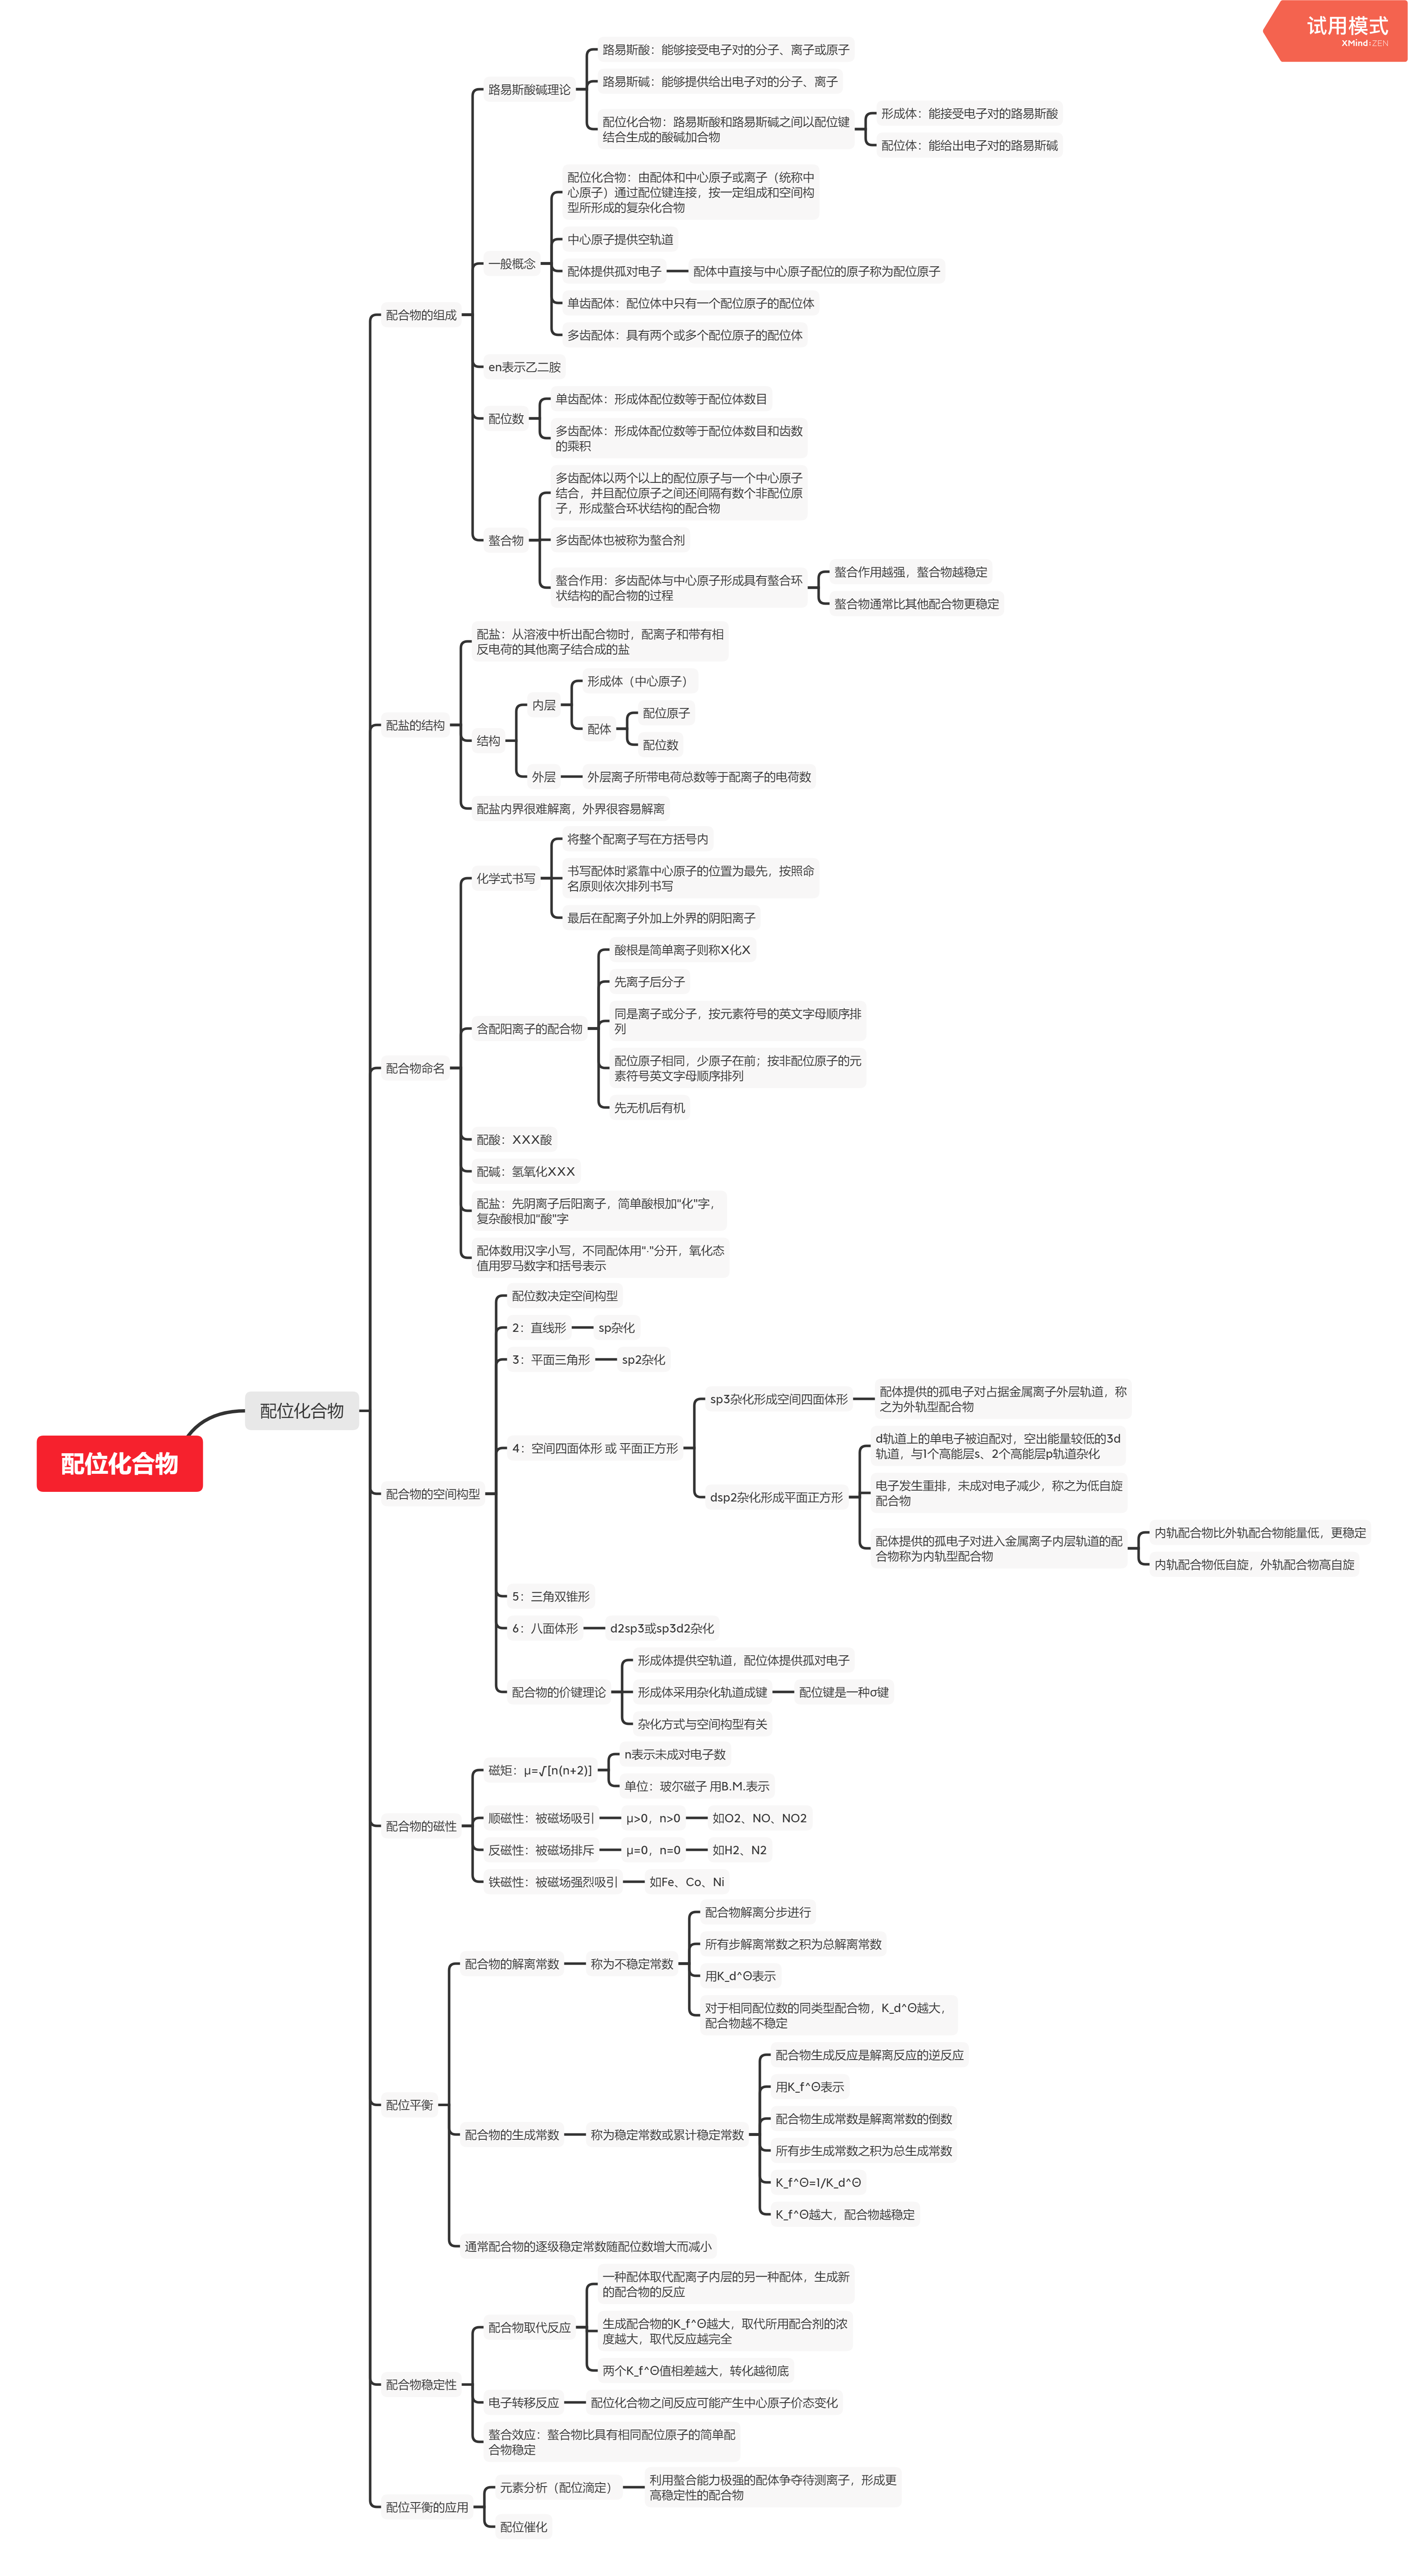 试用模式
XMind:ZEN
配位化合物
配位化合物
配合物的组成
路易斯酸碱理论
路易斯酸：能够接受电子对的分子、离子或原子
路易斯碱：能够提供给出电子对的分子、离子
配位化合物：路易斯酸和路易斯碱之间以配位键
结合生成的酸碱加合物
形成体：能接受电子对的路易斯酸
配位体：能给出电子对的路易斯碱
一般概念
配位化合物：由配体和中心原子或离子（统称中
心原子）通过配位键连接，按一定组成和空间构
型所形成的复杂化合物
中心原子提供空轨道
配体提供孤对电子
配体中直接与中心原子配位的原子称为配位原子
单齿配体：配位体中只有一个配位原子的配位体
多齿配体：具有两个或多个配位原子的配位体
en表示乙二胺
配位数
单齿配体：形成体配位数等于配位体数目
多齿配体：形成体配位数等于配位体数目和齿数
的乘积
螯合物
多齿配体以两个以上的配位原子与一个中心原子
结合，并且配位原子之间还间隔有数个非配位原
子，形成螯合环状结构的配合物
多齿配体也被称为螯合剂
螯合作用：多齿配体与中心原子形成具有螯合环
状结构的配合物的过程
螯合作用越强，螯合物越稳定
螯合物通常比其他配合物更稳定
配盐的结构
配盐：从溶液中析出配合物时，配离子和带有相
反电荷的其他离子结合成的盐
结构
内层
形成体（中心原子）
配体
配位原子
配位数
外层
外层离子所带电荷总数等于配离子的电荷数
配盐内界很难解离，外界很容易解离
配合物命名
化学式书写
将整个配离子写在方括号内
书写配体时紧靠中心原子的位置为最先，按照命
名原则依次排列书写
最后在配离子外加上外界的阴阳离子
含配阳离子的配合物
酸根是简单离子则称X化X
先离子后分子
同是离子或分子，按元素符号的英文字母顺序排
列
配位原子相同，少原子在前；按非配位原子的元
素符号英文字母顺序排列
先无机后有机
配酸：XXX酸
配碱：氢氧化XXX
配盐：先阴离子后阳离子，简单酸根加"化"字，
复杂酸根加"酸"字
配体数用汉字小写，不同配体用"·"分开，氧化态
值用罗马数字和括号表示
配合物的空间构型
配位数决定空间构型
2：直线形
sp杂化
3：平面三角形
sp2杂化
4：空间四面体形 或 平面正方形
sp3杂化形成空间四面体形
配体提供的孤电子对占据金属离子外层轨道，称
之为外轨型配合物
dsp2杂化形成平面正方形
d轨道上的单电子被迫配对，空出能量较低的3d
轨道，与1个高能层s、2个高能层p轨道杂化
电子发生重排，未成对电子减少，称之为低自旋
配合物
配体提供的孤电子对进入金属离子内层轨道的配
合物称为内轨型配合物
内轨配合物比外轨配合物能量低，更稳定
内轨配合物低自旋，外轨配合物高自旋
5：三角双锥形
6：八面体形
d2sp3或sp3d2杂化
配合物的价键理论
形成体提供空轨道，配位体提供孤对电子
形成体采用杂化轨道成键
配位键是一种σ键
杂化方式与空间构型有关
配合物的磁性
磁矩：μ=√[n(n+2)]
n表示未成对电子数
单位：玻尔磁子 用B.M.表示
顺磁性：被磁场吸引
μ>0，n>0
如O2、NO、NO2
反磁性：被磁场排斥
μ=0，n=0
如H2、N2
铁磁性：被磁场强烈吸引
如Fe、Co、Ni
配位平衡
配合物的解离常数
称为不稳定常数
配合物解离分步进行
所有步解离常数之积为总解离常数
用K_d^Θ表示
对于相同配位数的同类型配合物，K_d^Θ越大，
配合物越不稳定
配合物的生成常数
称为稳定常数或累计稳定常数
配合物生成反应是解离反应的逆反应
用K_f^Θ表示
配合物生成常数是解离常数的倒数
所有步生成常数之积为总生成常数
K_f^Θ=1/K_d^Θ
K_f^Θ越大，配合物越稳定
通常配合物的逐级稳定常数随配位数增大而减小
配合物稳定性
配合物取代反应
一种配体取代配离子内层的另一种配体，生成新
的配合物的反应
生成配合物的K_f^Θ越大，取代所用配合剂的浓
度越大，取代反应越完全
两个K_f^Θ值相差越大，转化越彻底
电子转移反应
配位化合物之间反应可能产生中心原子价态变化
螯合效应：螯合物比具有相同配位原子的简单配
合物稳定
配位平衡的应用
元素分析（配位滴定）
利用螯合能力极强的配体争夺待测离子，形成更
高稳定性的配合物
配位催化